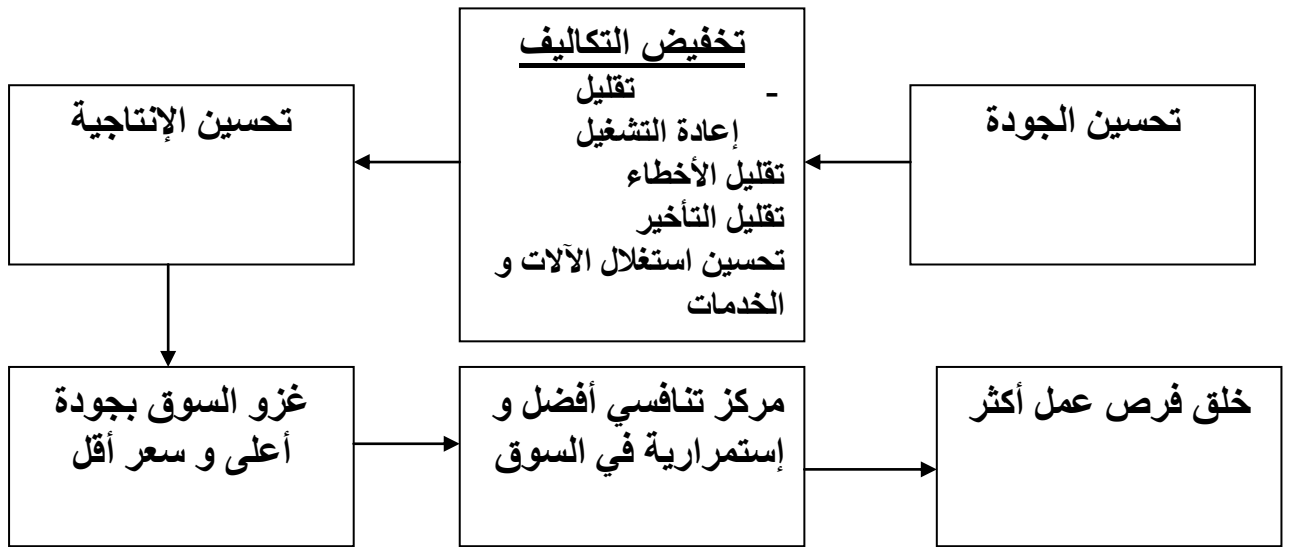 تحسين الجودة
تخفيض التكاليف
- تقليل
إعادة التشغيل
تقليل الأخطاء
تقليل التأخير
تحسين استغلال الآلات و
الخدمات
تحسين الإنتاجية
غزو السوق بجودة
أعلى و سعر أقل
مركز تنافسي أفضل و
إستمرارية في السوق
خلق فرص عمل أكثر